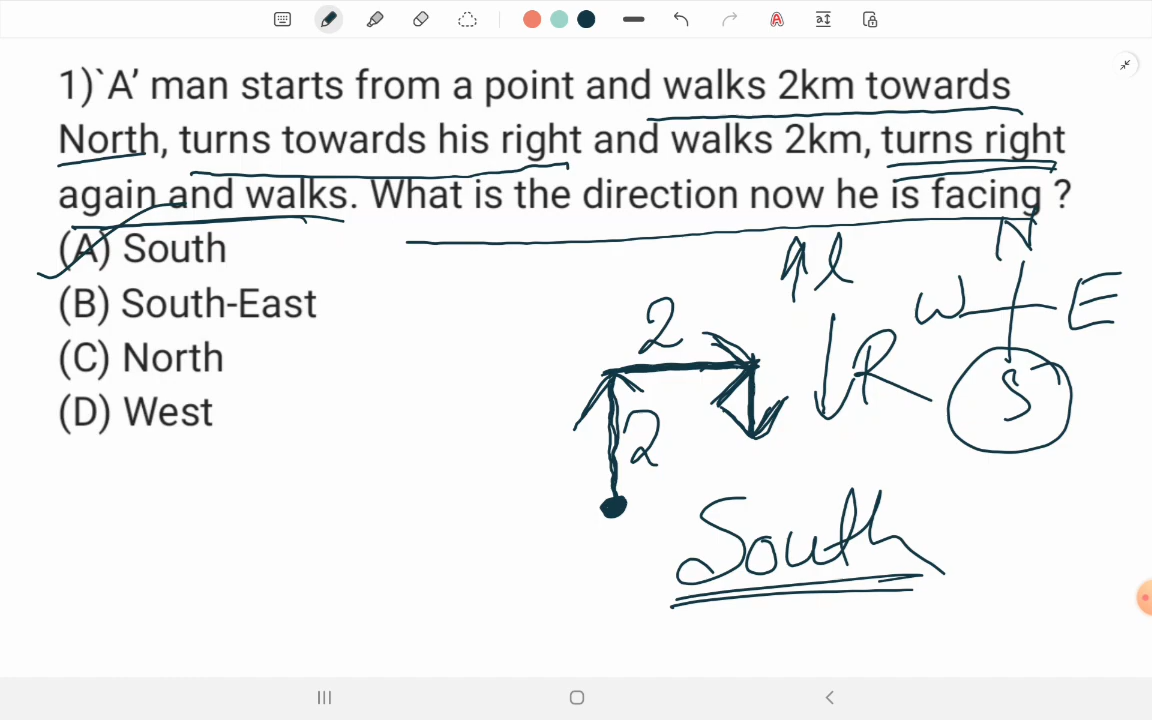 1)`A’ man starts from a point and walks 2km towards
North, turns towards his right and walks 2km, turns right
again and walks. What is the direction now he is facing ?
(A) South
(B) South-East
(C) North
(D) West
N
W E
S
R
2
2
South